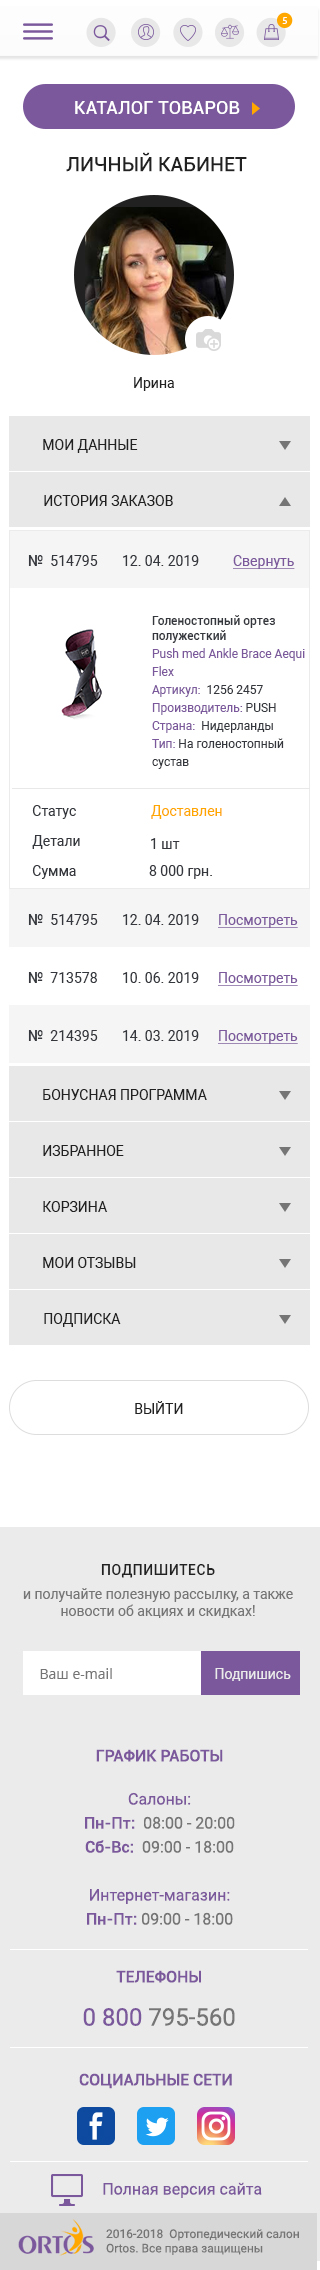 5
КАТАЛОГ ТОВАРОВ
ЛИЧНЫЙ КАБИНЕТ
Ирина
МОИ ДАННЫЕ
ИСТОРИЯ ЗАКАЗОВ
№ 514795 12. 04. 2019 Свернуть
Голеностопный ортез
полужесткий
Push med Ankle Brace Aequi
Flex
Артикул: 1256 2457
Производитель: PUSH
Страна: Нидерланды
Тип: На голеностопный
сустав
Статус Доставлен
Детали 1 шт
Сумма 8 000 грн.
№ 514795 12. 04. 2019 Посмотреть
№ 713578 10. 06. 2019 Посмотреть
№ 214395 14. 03. 2019 Посмотреть
БОНУСНАЯ ПРОГРАММА
ИЗБРАННОЕ
КОРЗИНА
МОИ ОТЗЫВЫ
ПОДПИСКА
ВЫЙТИ
ПОДПИШИТЕСЬ
и получайте полезную рассылку, а также
новости об акциях и скидках!
Ваш e-mail Подпишись
ГРАФИК РАБОТЫ
Салоны:
Пн-Пт: 08:00 - 20:00
Сб-Вс: 09:00 - 18:00
Интернет-магазин:
Пн-Пт: 09:00 - 18:00
ТЕЛЕФОНЫ
0 800 795-560
СОЦИАЛЬНЫЕ СЕТИ
Полная версия сайта
ORTOS
2016-2018 Ортопедический салон
Ortos. Все права защищены